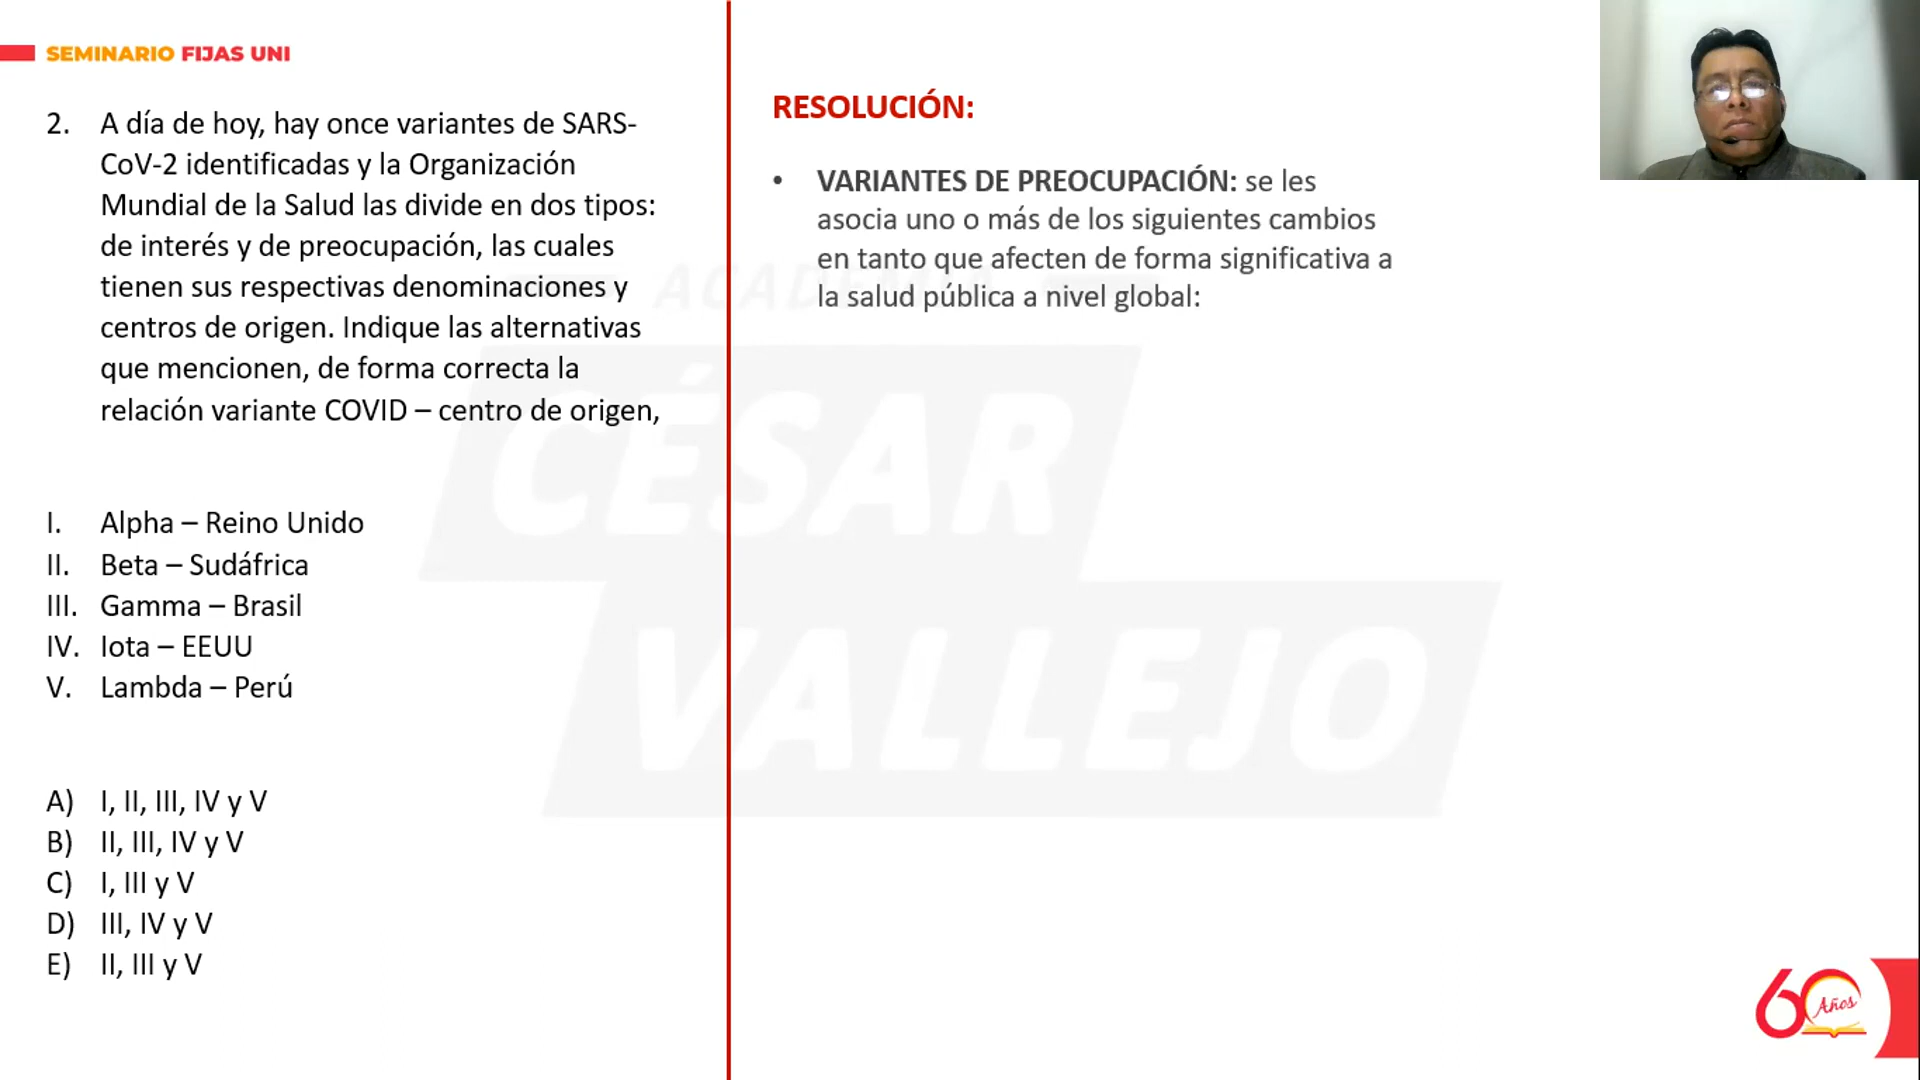 SEMINARIO FIJAS UNI
2. A día de hoy, hay once variantes de SARS-
CoV-2 identificadas y la Organización
Mundial de la Salud las divide en dos tipos:
de interés y de preocupación, las cuales
tienen sus respectivas denominaciones y
centros de origen. Indique las alternativas
que mencionen, de forma correcta la
relación variante COVID – centro de origen,
I. Alpha – Reino Unido
II. Beta – Sudáfrica
III. Gamma – Brasil
IV. Iota – EEUU
V. Lambda – Perú
A) I, II, III, IV y V
B) II, III, IV y V
C) I, III y V
D) III, IV y V
E) II, III y V
RESOLUCIÓN:
• VARIANTES DE PREOCUPACIÓN: se les
asocia uno o más de los siguientes cambios
en tanto que afecten de forma significativa a
la salud pública a nivel global:
ACADEMIA
CÉSAR
VALLEJO
60 Años